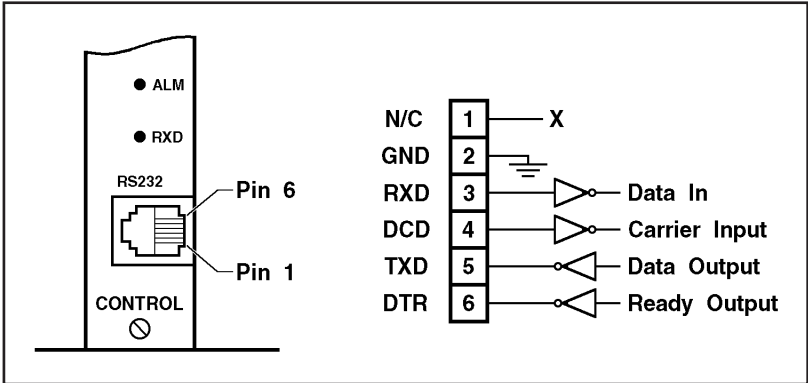 ALM
RXD
RS232
Pin 6
Pin 1
CONTROL
N/C 1 X
GND 2
RXD 3 Data In
DCD 4 Carrier Input
TXD 5 Data Output
DTR 6 Ready Output